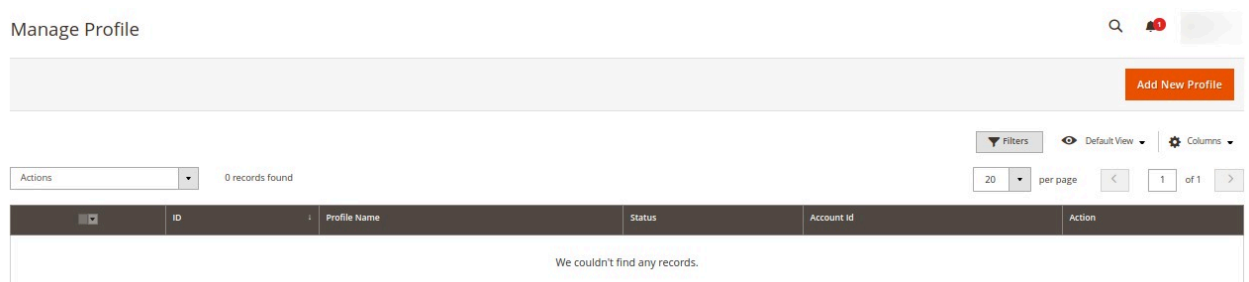 Manage Profile
1
Add New Profile
Filters
Default View
Columns
Actions
0 records found
20
per page
1
of 1
ID
Profile Name
Status
Account Id
Action
We couldn't find any records.